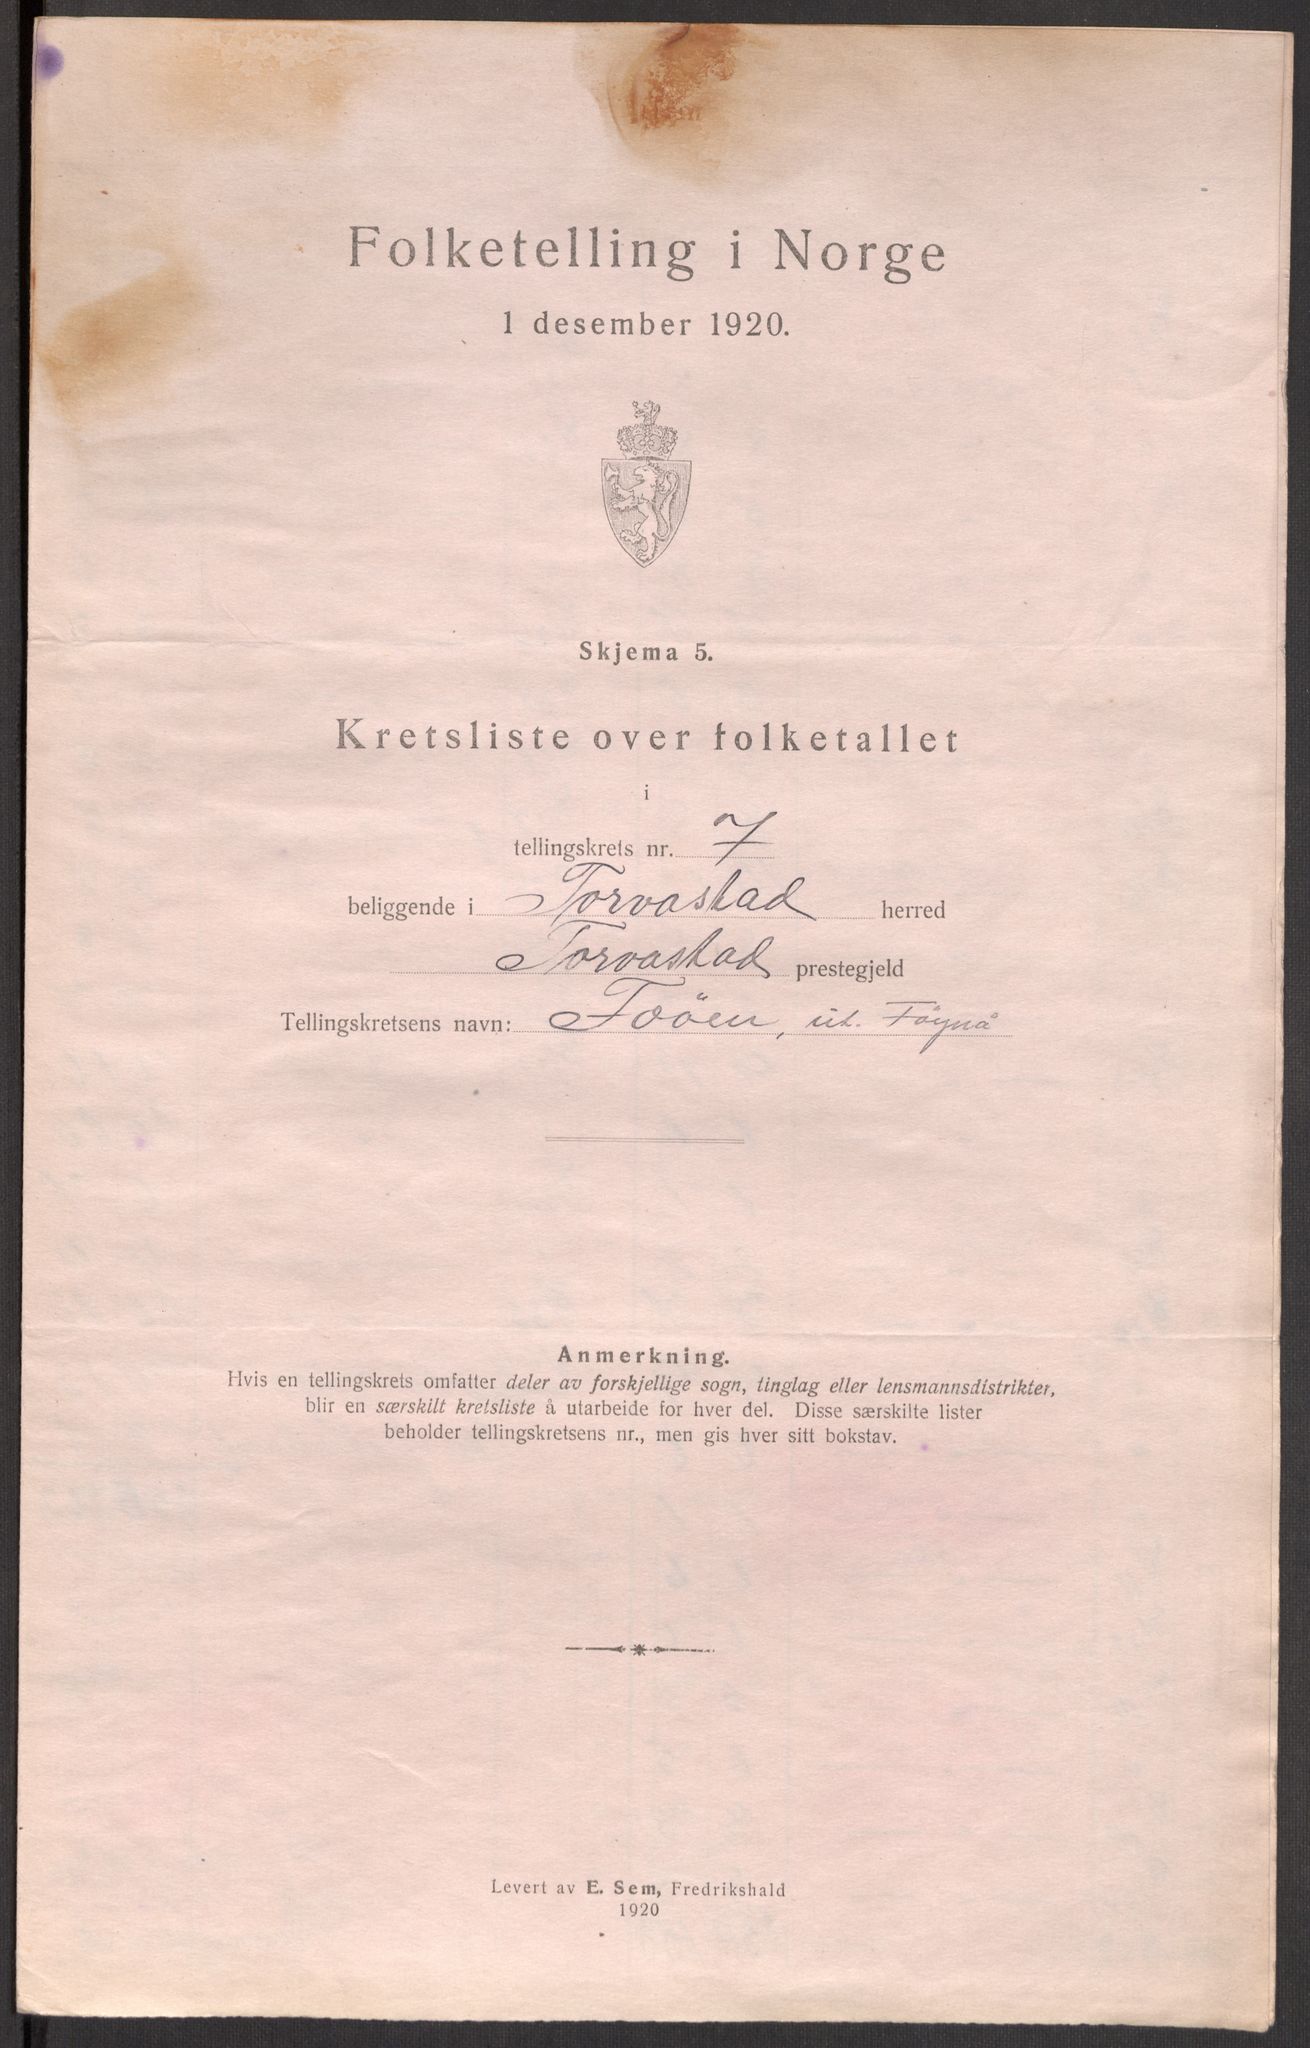 Folketelling i Norge
1 desember 1920.
Skjema 5.
Kretsliste over folketallet
i
tellingskrets nr. 7
beliggende i Torvastad herred
Torvastad prestegjeld
Tellingskretsens navn: Foöen, ut. Föynå
Anmerkning.
Hvis en tellingskrets omfatter deler av forskjellige sogn, tinglag eller lensmannsdistrikter,
blir en særskilt kretsliste å utarbeide for hver del. Disse særskilte lister
beholder tellingskretsens nr., men gis hver sitt bokstav.
Levert av E. Sem, Fredrikshald
1920